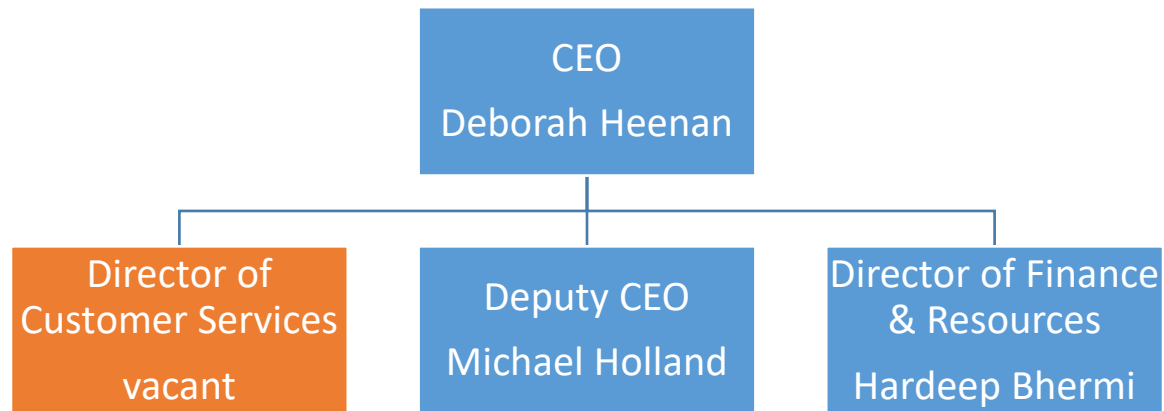 CEO
Deborah Heenan
Director of
Customer Services
vacant
Deputy CEO
Michael Holland
Director of Finance
& Resources
Hardeep Bhermi